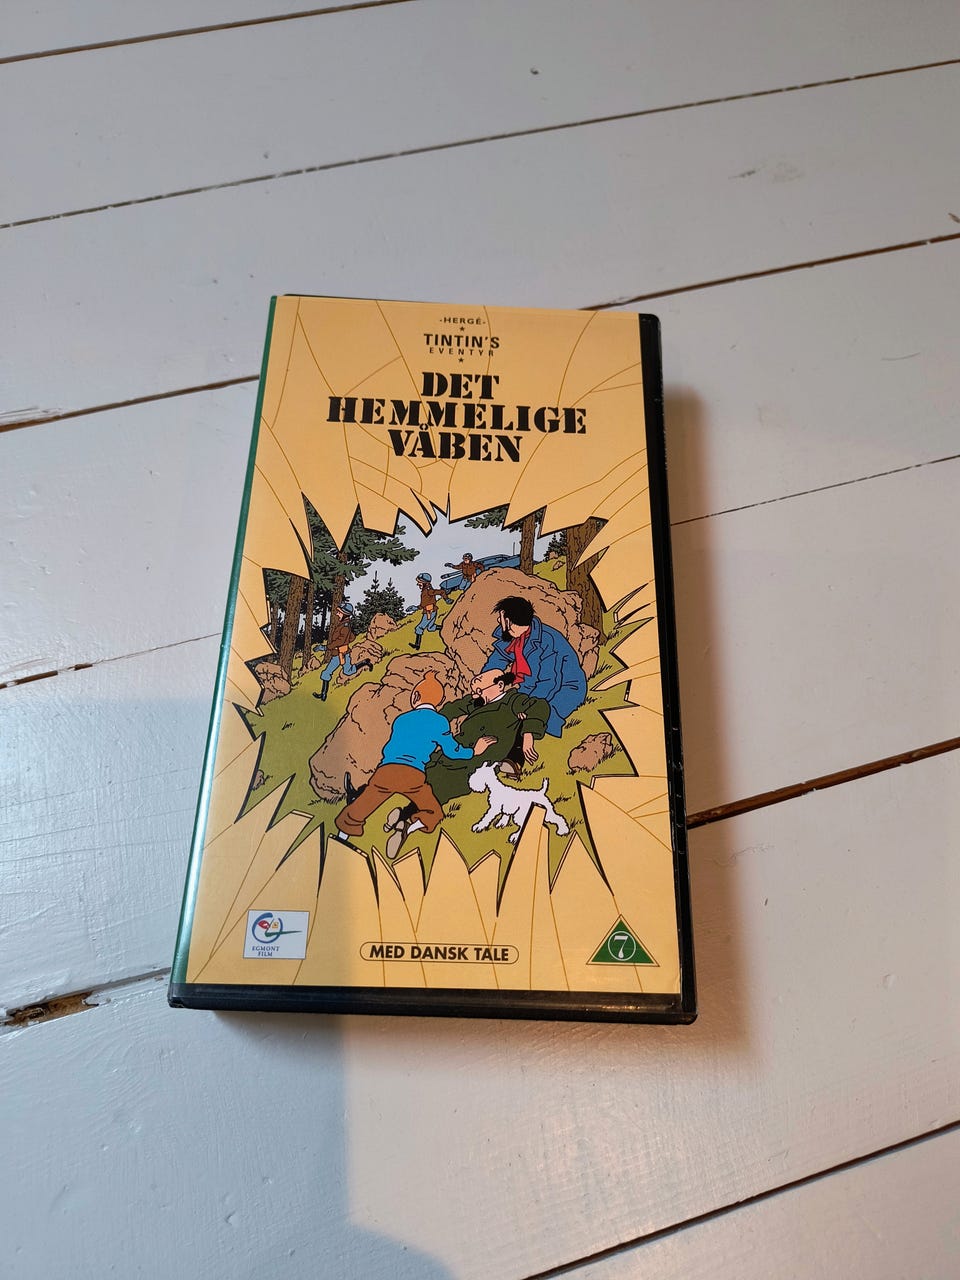 -HERGÉ-
TINTIN'S
EVENTYR
DET
HEMMELIGE
VÅBEN
EGMONT
FILM
MED DANSK TALE
7